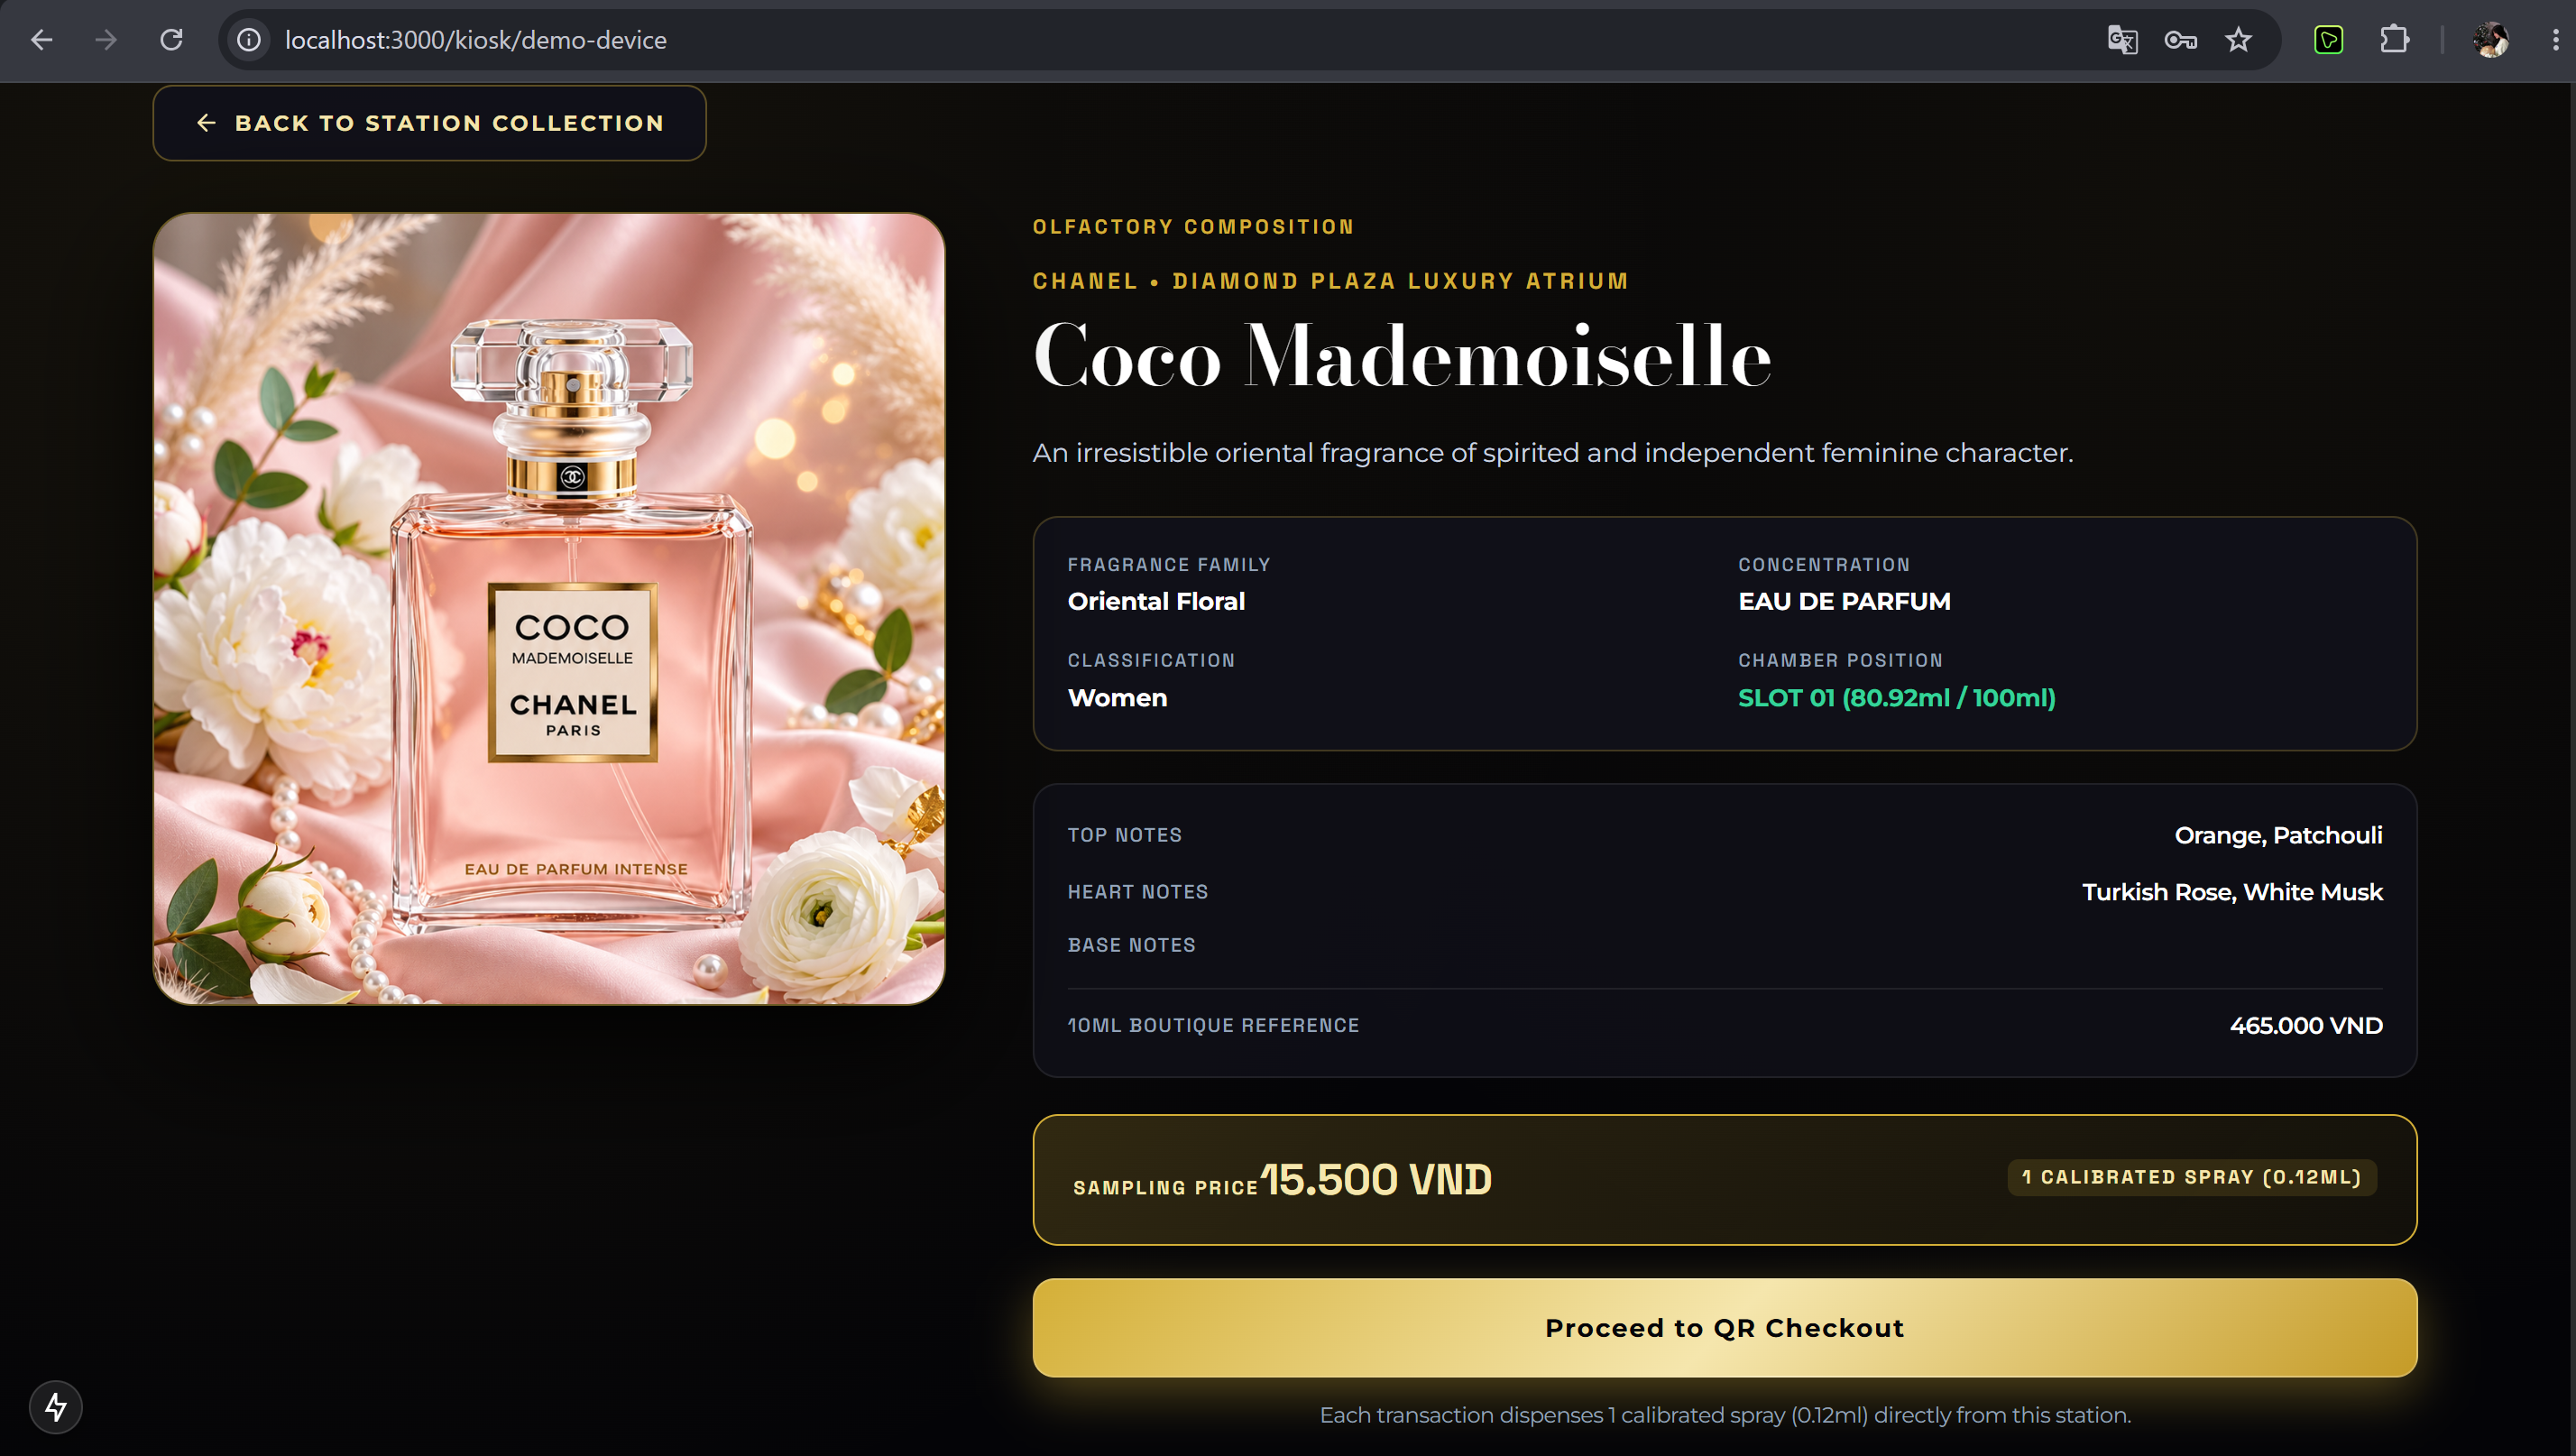 localhost:3000/kiosk/demo-device
← BACK TO STATION COLLECTION
OLFACTORY COMPOSITION
CHANEL • DIAMOND PLAZA LUXURY ATRIUM
Coco Mademoiselle
An irresistible oriental fragrance of spirited and independent feminine character.
COCO
MADEMOISELLE
CHANEL
PARIS
EAU DE PARFUM INTENSE
FRAGRANCE FAMILY
Oriental Floral
CONCENTRATION
EAU DE PARFUM
CLASSIFICATION
Women
CHAMBER POSITION
SLOT 01 (80.92ml / 100ml)
TOP NOTES Orange, Patchouli
HEART NOTES Turkish Rose, White Musk
BASE NOTES
10ML BOUTIQUE REFERENCE 465.000 VND
SAMPLING PRICE 15.500 VND 1 CALIBRATED SPRAY (0.12ML)
Proceed to QR Checkout
Each transaction dispenses 1 calibrated spray (0.12ml) directly from this station.